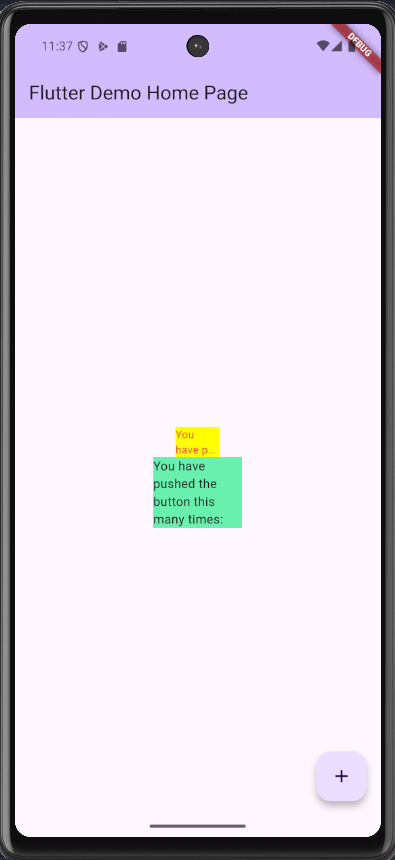 11:37
DEBUG
Flutter Demo Home Page
You
have p...
You have
pushed the
button this
many times:
+